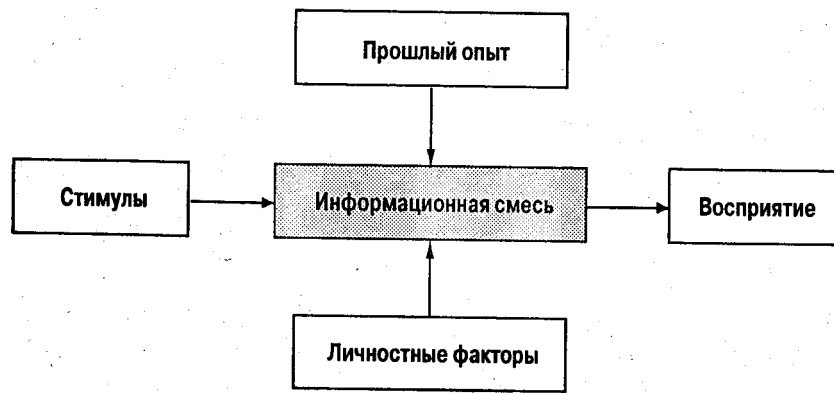 Прошлый опыт
Стимулы
Информационная смесь
Восприятие
Личностные факторы